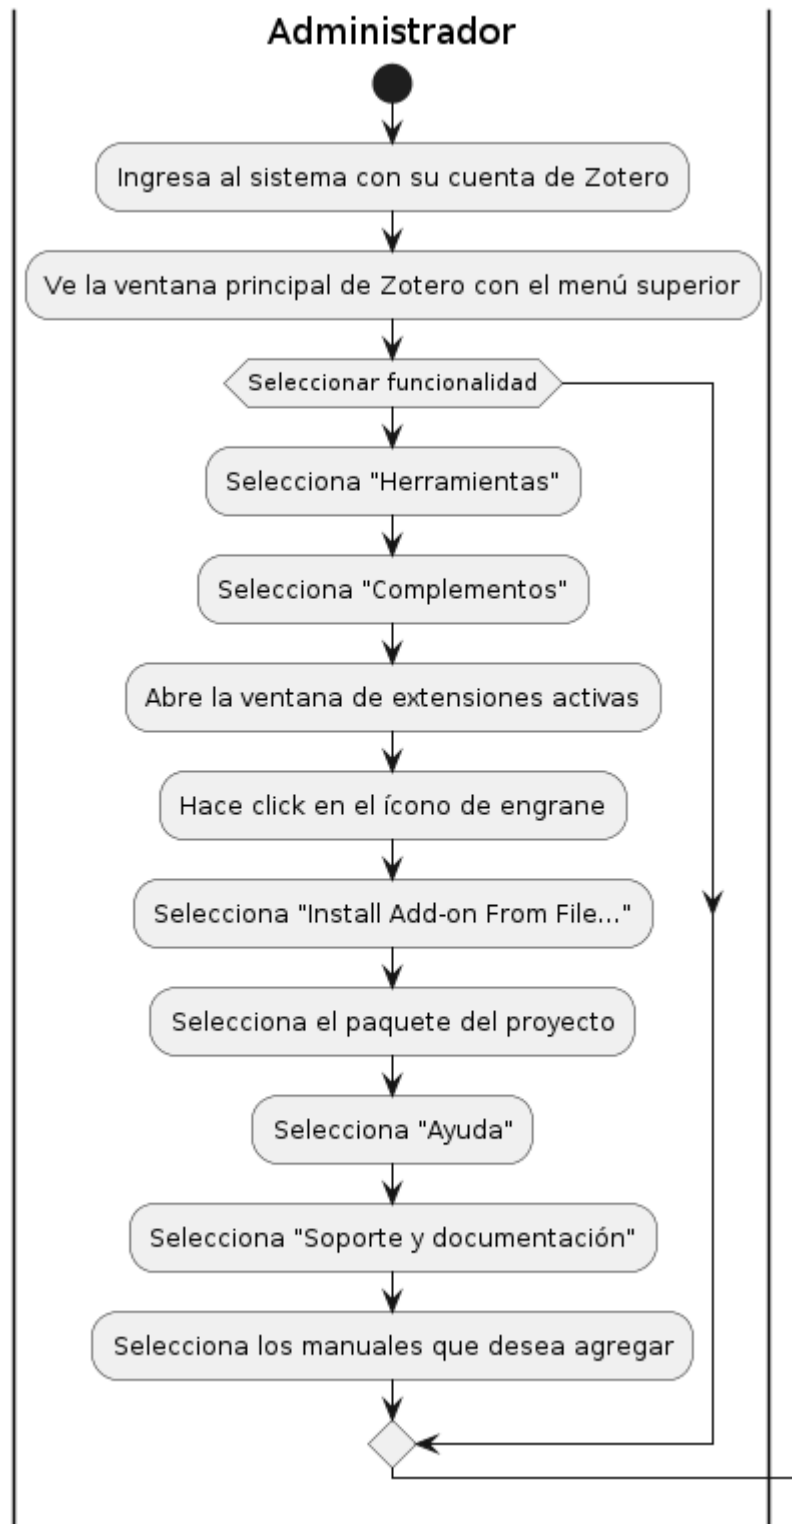 Administrador
Ingresa al sistema con su cuenta de Zotero
Ve la ventana principal de Zotero con el menú superior
Seleccionar funcionalidad
Selecciona "Herramientas"
Selecciona "Complementos"
Abre la ventana de extensiones activas
Hace click en el ícono de engrane
Selecciona "Install Add-on From File..."
Selecciona el paquete del proyecto
Selecciona "Ayuda"
Selecciona "Soporte y documentación"
Selecciona los manuales que desea agregar